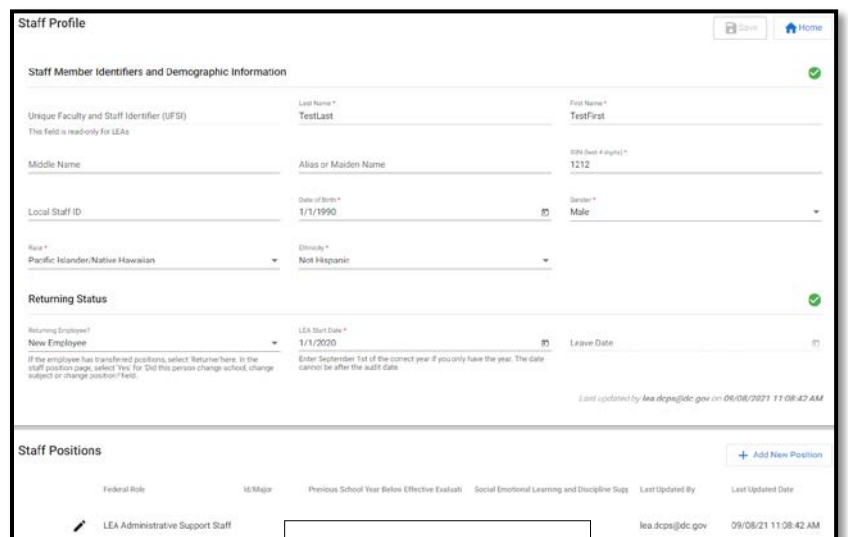 Staff Profile
Save
Home
Staff Member Identifiers and Demographic Information
Unique Faculty and Staff Identifier (UFSI)
This field is read-only for LEAs
Last Name *
TestLast
First Name *
TestFirst
Middle Name
Alias or Maiden Name
SSN (last 4 digits) *
1212
Local Staff ID
Date of Birth *
1/1/1990
Gender *
Male
Race *
Pacific Islander/Native Hawaiian
Ethnicity *
Not Hispanic
Returning Status
Returning Employee?
New Employee
If the employee has transferred positions, select 'Returner' here. In the
staff position page, select 'Yes' for 'Did this person change school, change
subject or change position?' field.
LEA Start Date *
1/1/2020
Enter September 1st of the correct year if you only have the year. The date
cannot be after the audit date
Leave Date
Last updated by lea.dcps@dc.gov on 09/08/2021 11:08:42 AM
Staff Positions
+ Add New Position
Federal Role
Id/Major
Previous School Year Below Effective Evaluati
Social Emotional Learning and Discipline Supp
Last Updated By
Last Updated Date
LEA Administrative Support Staff
lea.dcps@dc.gov
09/08/21 11:08:42 AM